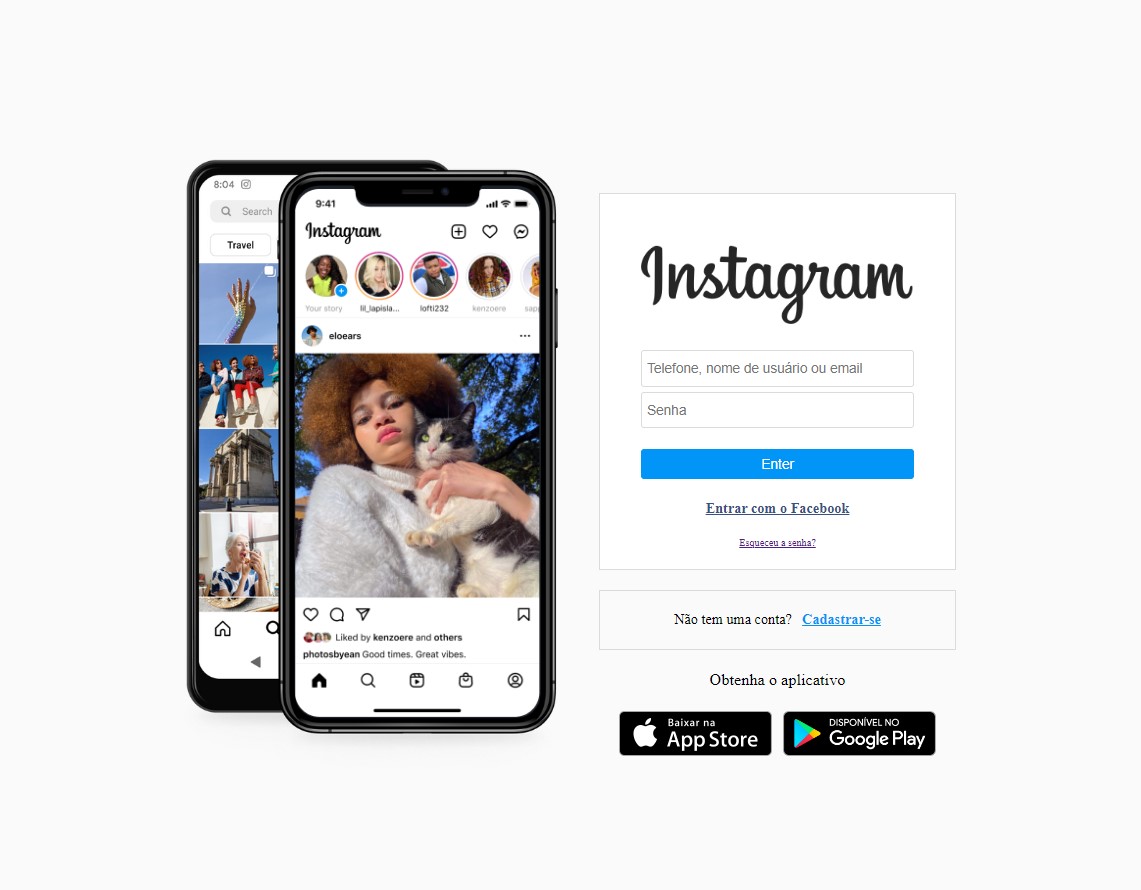 8:04
Search
Travel
9:41
Instagram
Your story
lil_lapisla...
lofti232
kenzoere
eloears
Liked by kenzoere and others
photosbyean Good times. Great vibes.
Instagram
Telefone, nome de usuário ou email
Senha
Enter
Entrar com o Facebook
Esqueceu a senha?
Não tem uma conta? Cadastrar-se
Obtenha o aplicativo
Baixar na
App Store
DISPONÍVEL NO
Google Play